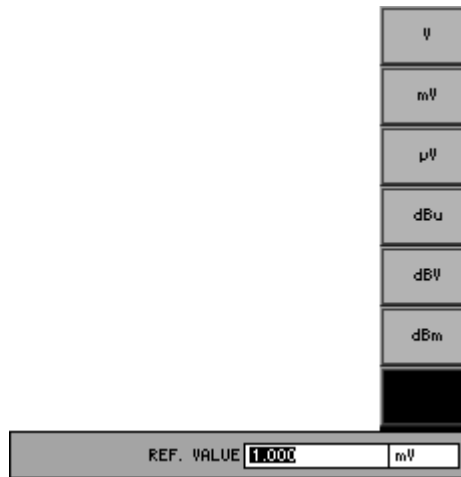 V
mV
µV
dBu
dBV
dBm
REF. VALUE 1.000 mV